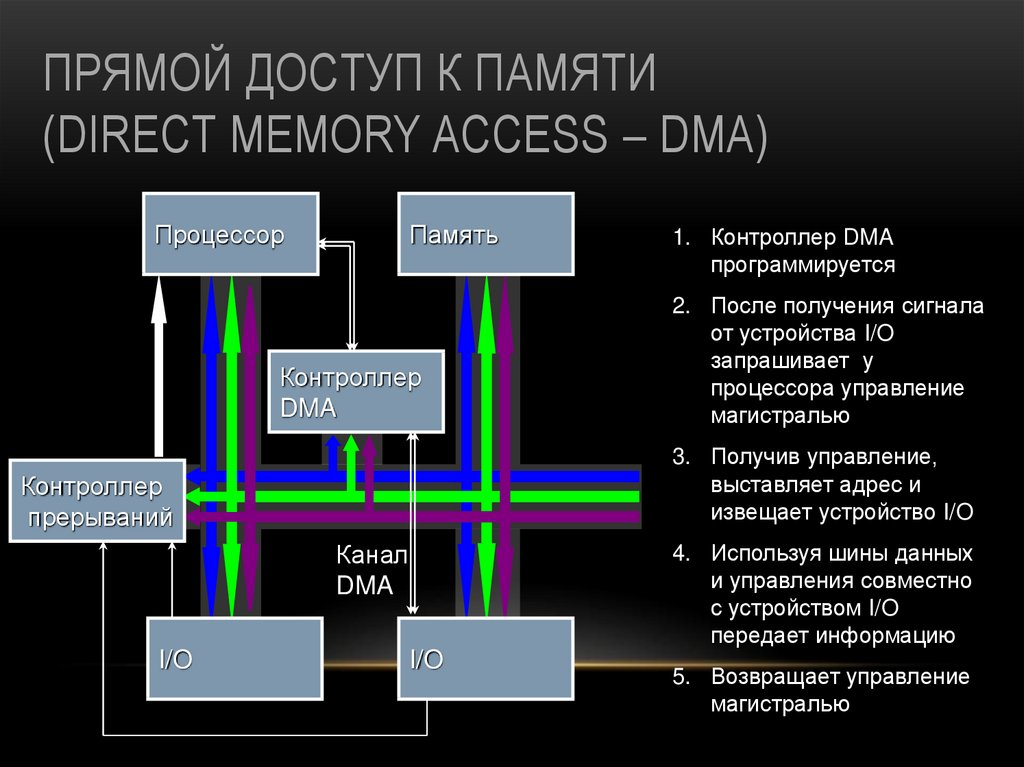 ПРЯМОЙ ДОСТУП К ПАМЯТИ
(DIRECT MEMORY ACCESS – DMA)
Процессор
Память
Контроллер
DMA
Контроллер
прерываний
Канал
DMA
I/O
I/O
1. Контроллер DMA
программируется
2. После получения сигнала
от устройства I/O
запрашивает у
процессора управление
магистралью
3. Получив управление,
выставляет адрес и
извещает устройство I/O
4. Используя шины данных
и управления совместно
с устройством I/O
передает информацию
5. Возвращает управление
магистралью